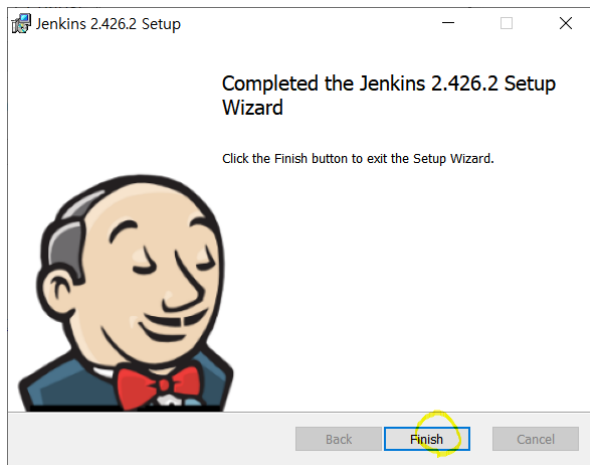 Jenkins 2.426.2 Setup
Completed the Jenkins 2.426.2 Setup
Wizard
Click the Finish button to exit the Setup Wizard.
Back
Finish
Cancel